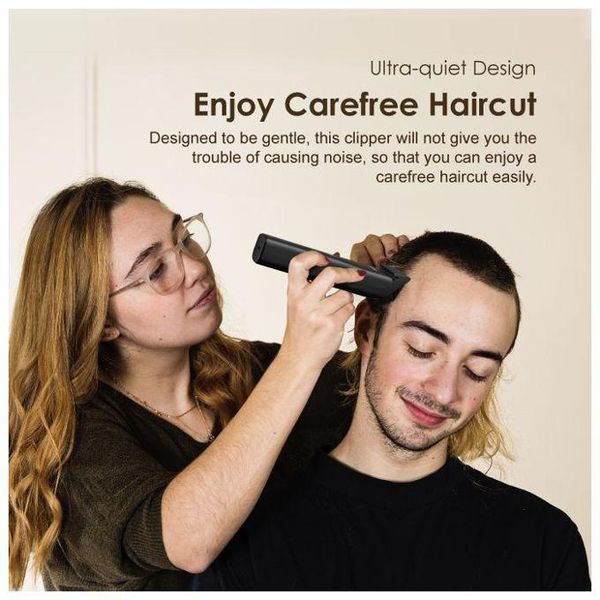 Ultra-quiet Design
Enjoy Carefree Haircut
Designed to be gentle, this clipper will not give you the
trouble of causing noise, so that you can enjoy a
carefree haircut easily.